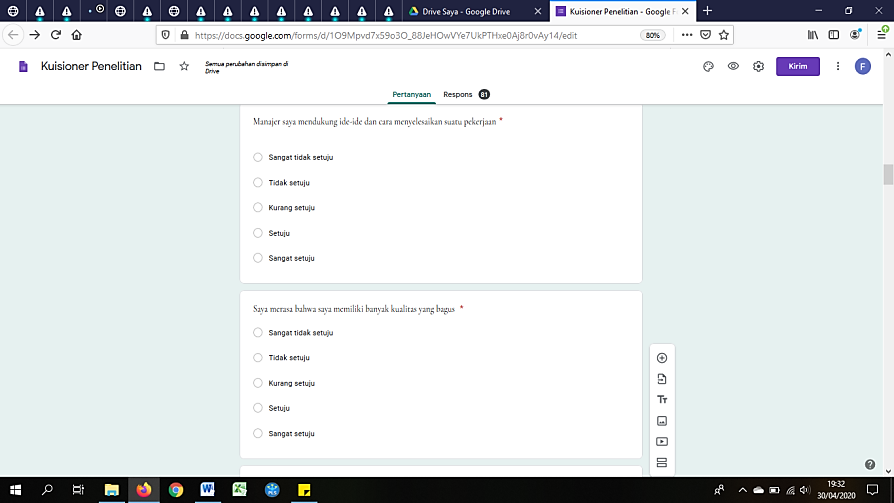 Drive Saya - Google Drive
Kuisioner Penelitian - Google F
https://docs.google.com/forms/d/1O9Mpvd7x59o3O_88JeHOwVYe7UkPTHxe0Aj8r0vAy14/edit
80%
Kuisioner Penelitian
Semua perubahan disimpan di
Drive
Kirim
F
Pertanyaan
Respons
81
Manajer saya mendukung ide-ide dan cara menyelesaikan suatu pekerjaan *
Sangat tidak setuju
Tidak setuju
Kurang setuju
Setuju
Sangat setuju
Saya merasa bahwa saya memiliki banyak kualitas yang bagus *
Sangat tidak setuju
Tidak setuju
Kurang setuju
Setuju
Sangat setuju
Tт
19:32
30/04/2020